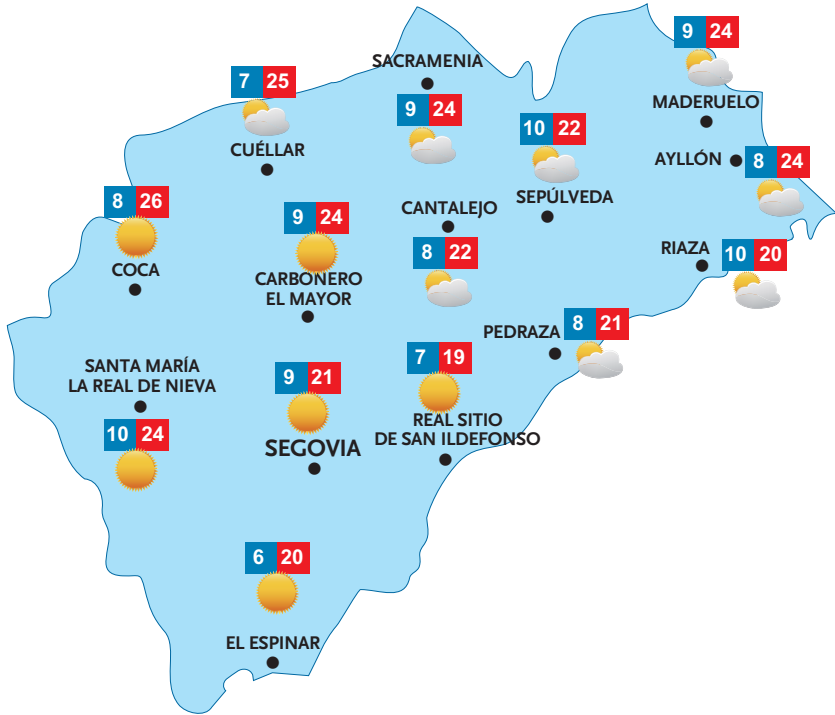 9 24
MADERUELO
SACRAMENIA
9 24
7 25
CUÉLLAR
10 22
SEPÚLVEDA
AYLLÓN
8 24
8 26
COCA
9 24
CARBONERO
EL MAYOR
CANTALEJO
8 22
RIAZA
10 20
PEDRAZA
8 21
SANTA MARÍA
LA REAL DE NIEVA
10 24
9 21
SEGOVIA
7 19
REAL SITIO
DE SAN ILDEFONSO
6 20
EL ESPINAR